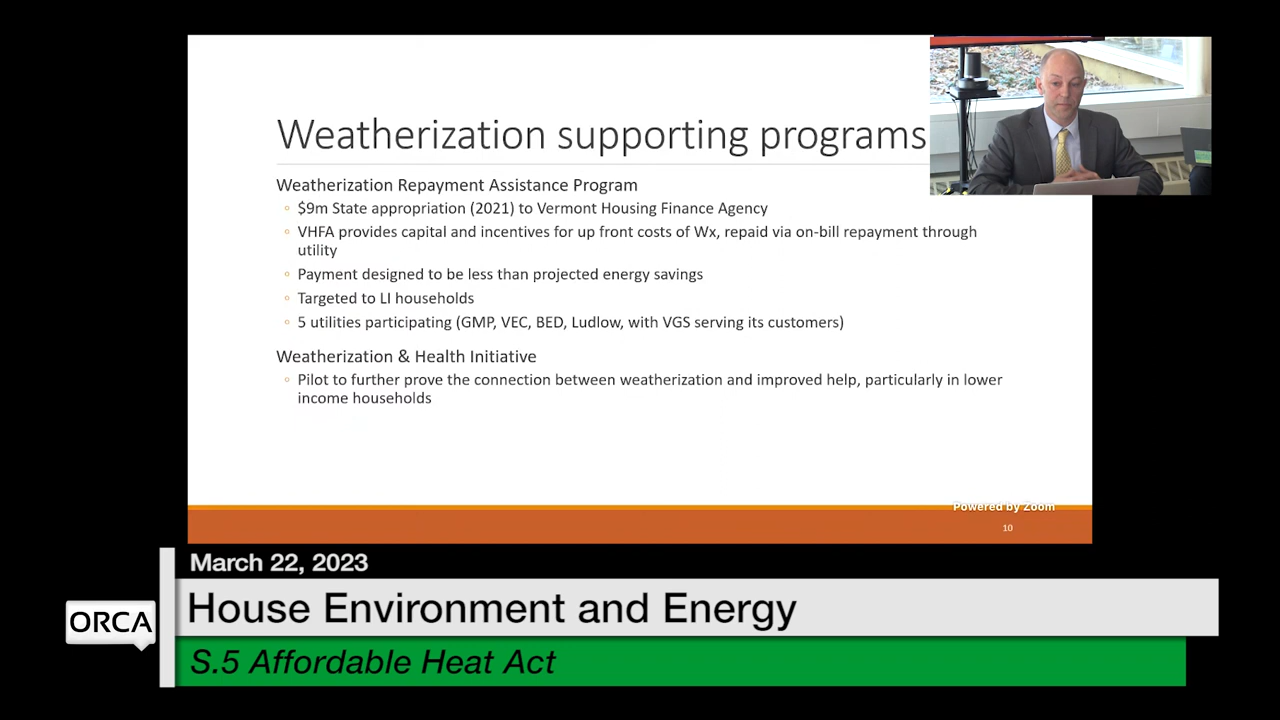 Weatherization supporting programs
Weatherization Repayment Assistance Program
◦ $9m State appropriation (2021) to Vermont Housing Finance Agency
◦ VHFA provides capital and incentives for up front costs of Wx, repaid via on-bill repayment through
utility
◦ Payment designed to be less than projected energy savings
◦ Targeted to LI households
◦ 5 utilities participating (GMP, VEC, BED, Ludlow, with VGS serving its customers)
Weatherization & Health Initiative
◦ Pilot to further prove the connection between weatherization and improved help, particularly in lower
income households
Powered by Zoom
10
March 22, 2023
ORCA
House Environment and Energy
S.5 Affordable Heat Act